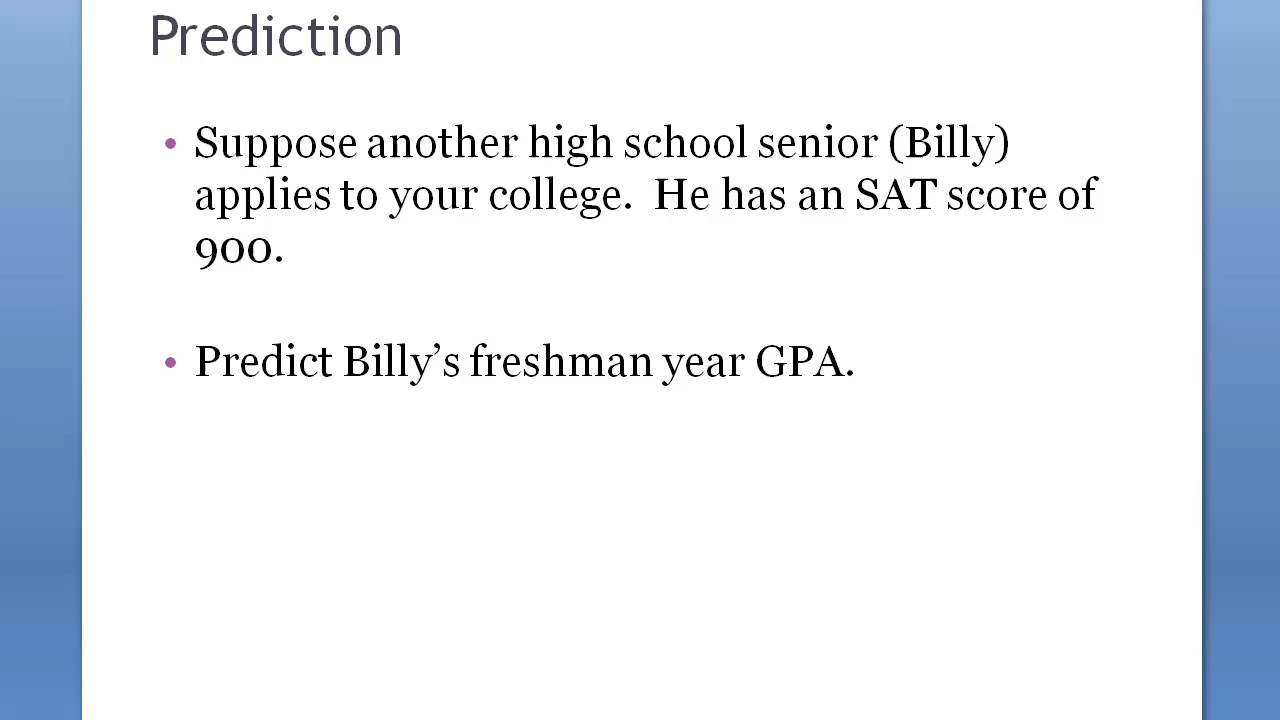 Prediction
• Suppose another high school senior (Billy)
applies to your college.  He has an SAT score of
900.
• Predict Billy’s freshman year GPA.